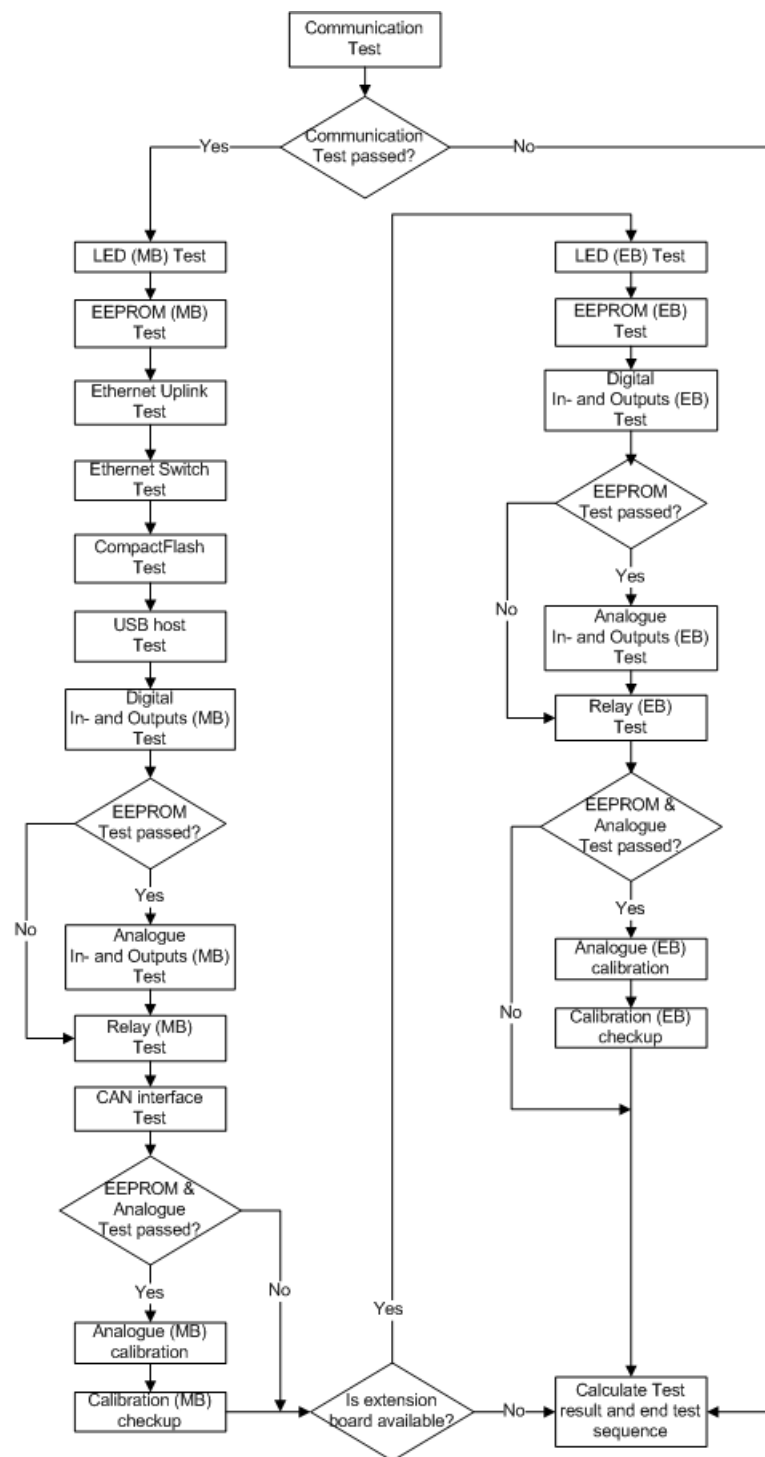 Communication
Test
Communication
Test passed?
Yes
No
LED (MB) Test
EEPROM (MB)
Test
Ethernet Uplink
Test
Ethernet Switch
Test
CompactFlash
Test
USB host
Test
Digital
In- and Outputs (MB)
Test
EEPROM
Test passed?
Yes
No
Analogue
In- and Outputs (MB)
Test
Relay (MB)
Test
CAN interface
Test
EEPROM &
Analogue
Test passed?
Yes
No
Analogue (MB)
calibration
Calibration (MB)
checkup
Is extension
board available?
Yes
No
LED (EB) Test
EEPROM (EB)
Test
Digital
In- and Outputs (EB)
Test
EEPROM
Test passed?
Yes
No
Analogue
In- and Outputs (EB)
Test
Relay (EB)
Test
EEPROM &
Analogue
Test passed?
Yes
No
Analogue (EB)
calibration
Calibration (EB)
checkup
Calculate Test
result and end test
sequence